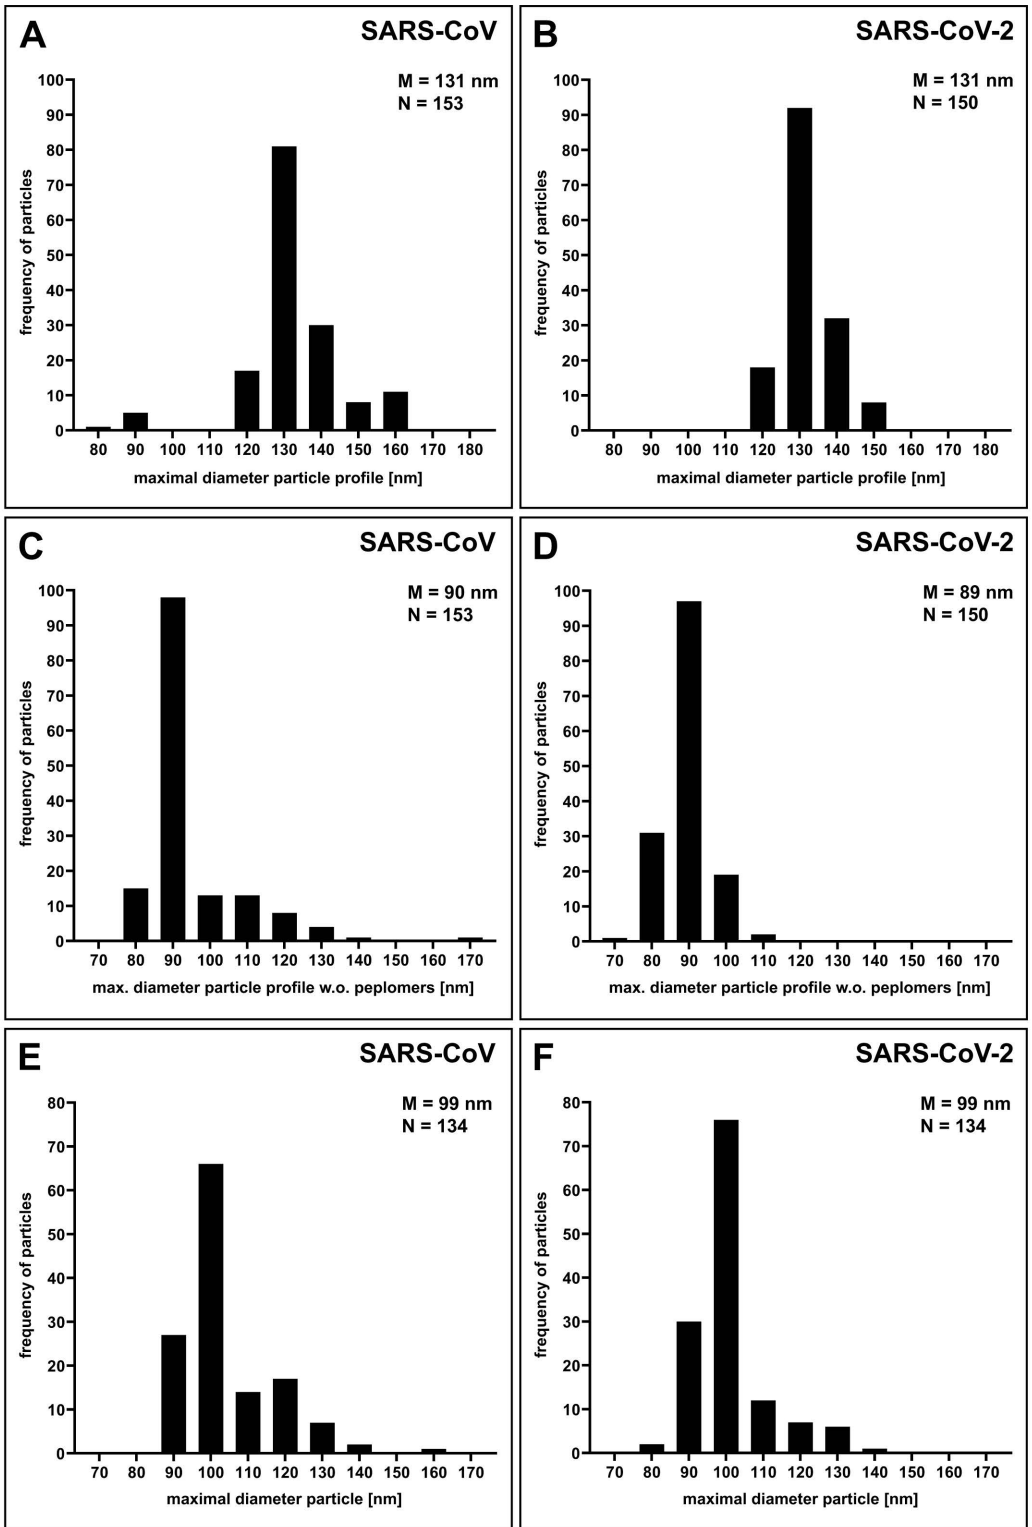 A
SARS-CoV
M = 131 nm
N = 153
frequency of particles
100
90
80
70
60
50
40
30
20
10
0
80 90 100 110 120 130 140 150 160 170 180
maximal diameter particle profile [nm]
B
SARS-CoV-2
M = 131 nm
N = 150
frequency of particles
100
90
80
70
60
50
40
30
20
10
0
80 90 100 110 120 130 140 150 160 170 180
maximal diameter particle profile [nm]
C
SARS-CoV
M = 90 nm
N = 153
frequency of particles
100
90
80
70
60
50
40
30
20
10
0
70 80 90 100 110 120 130 140 150 160 170
max. diameter particle profile w.o. peplomers [nm]
D
SARS-CoV-2
M = 89 nm
N = 150
frequency of particles
100
90
80
70
60
50
40
30
20
10
0
70 80 90 100 110 120 130 140 150 160 170
max. diameter particle profile w.o. peplomers [nm]
E
SARS-CoV
M = 99 nm
N = 134
frequency of particles
80
70
60
50
40
30
20
10
0
70 80 90 100 110 120 130 140 150 160 170
maximal diameter particle [nm]
F
SARS-CoV-2
M = 99 nm
N = 134
frequency of particles
80
70
60
50
40
30
20
10
0
70 80 90 100 110 120 130 140 150 160 170
maximal diameter particle [nm]